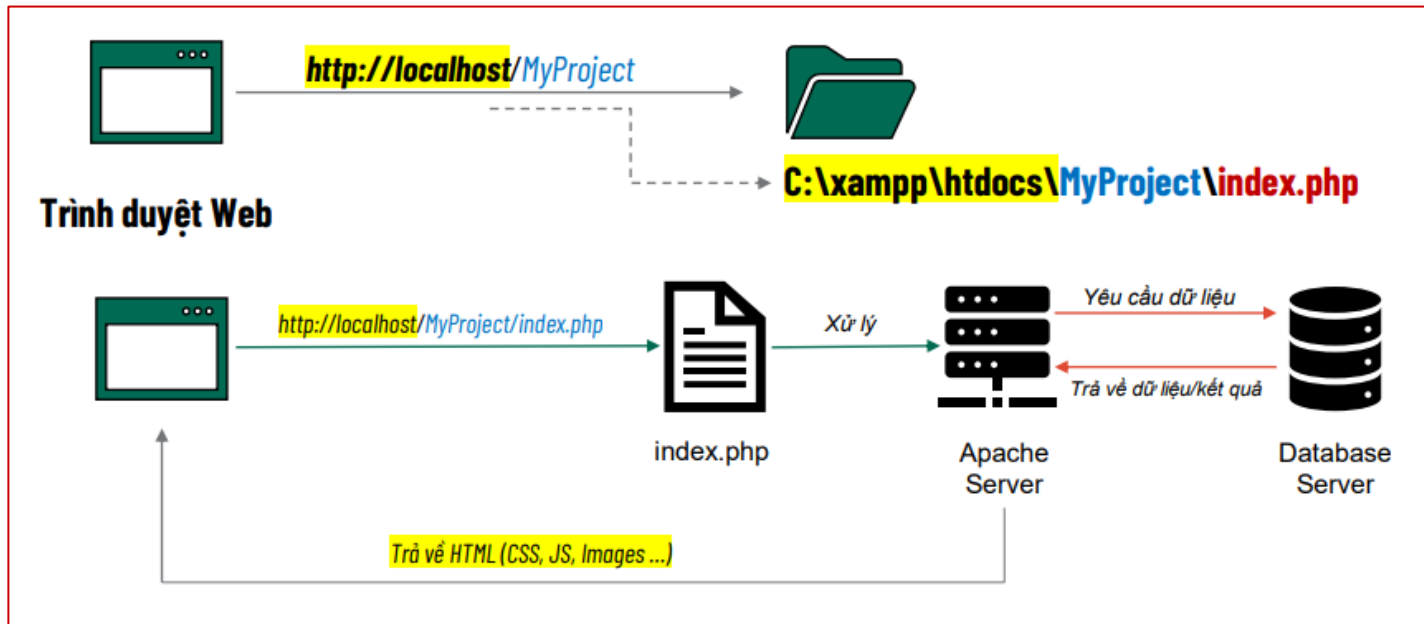 http://localhost/MyProject
C:\xampp\htdocs\MyProject\index.php
Trình duyệt Web
http://localhost/MyProject/index.php
Xử lý
Yêu cầu dữ liệu
Trả về dữ liệu/kết quả
index.php
Apache
Server
Database
Server
Trả về HTML (CSS, JS, Images ...)